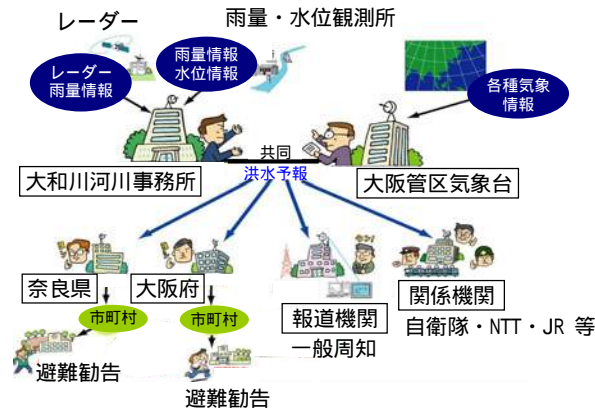 レーダー
雨量・水位観測所
レーダー
雨量情報
雨量情報
水位情報
各種気象
情報
共同
洪水予報
大和川河川事務所
大阪管区気象台
奈良県
大阪府
報道機関
一般周知
関係機関
自衛隊・NTT・JR 等
市町村
市町村
避難勧告
避難勧告